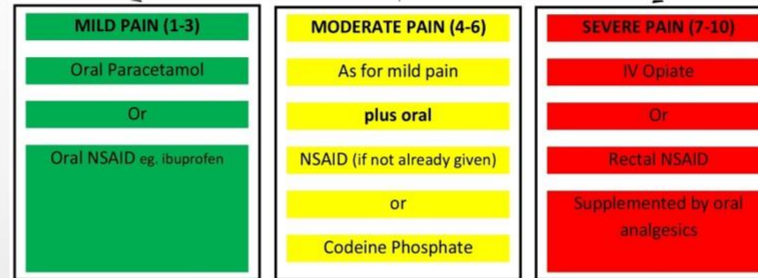 MILD PAIN (1-3)
Oral Paracetamol
Or
Oral NSAID eg. ibuprofen
MODERATE PAIN (4-6)
As for mild pain
plus oral
NSAID (if not already given)
or
Codeine Phosphate
SEVERE PAIN (7-10)
IV Opiate
Or
Rectal NSAID
Supplemented by oral
analgesics